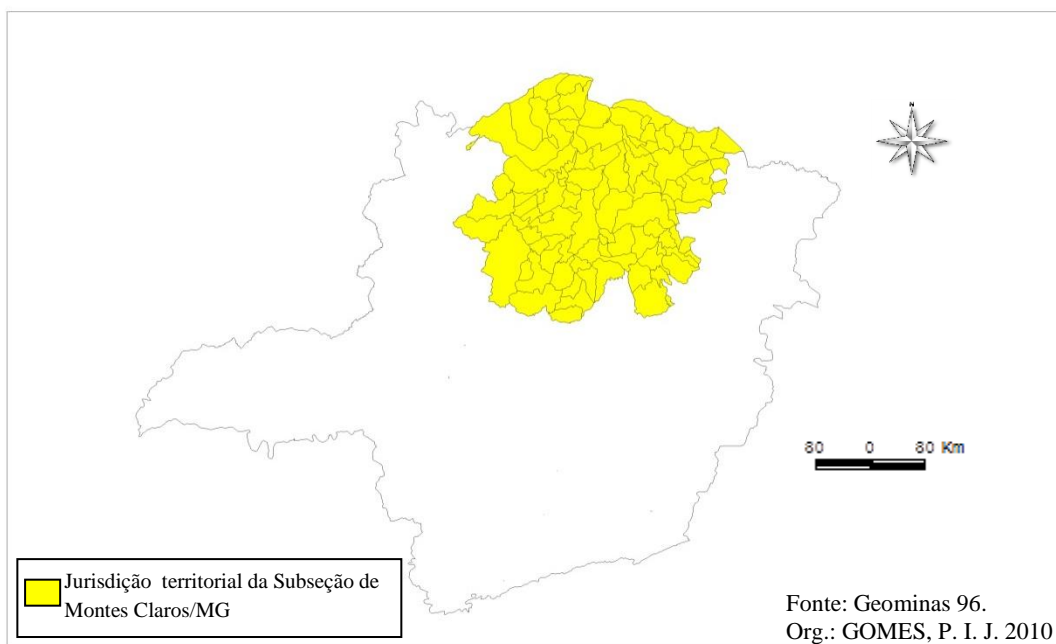 N
80 0 80 Km
Jurisdição territorial da Subseção de
Montes Claros/MG
Fonte: Geominas 96.
Org.: GOMES, P. I. J. 2010